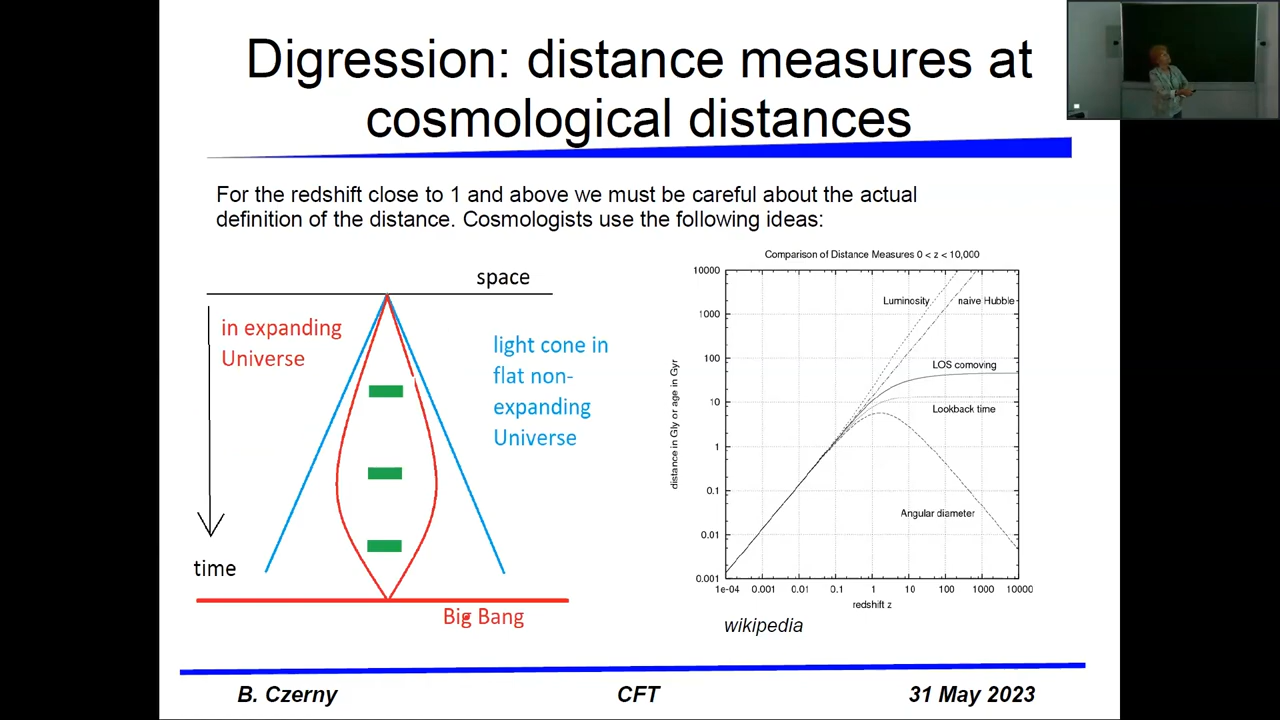 Digression: distance measures at
cosmological distances
For the redshift close to 1 and above we must be careful about the actual
definition of the distance. Cosmologists use the following ideas:
space
in expanding
Universe
light cone in
flat non-
expanding
Universe
time
Big Bang
Comparison of Distance Measures 0 < z < 10,000
distance in Gly or age in Gyr
10000
1000
100
10
1
0.1
0.01
0.001
Luminosity
naive Hubble
LOS comoving
Lookback time
Angular diameter
1e-04 0.001 0.01 0.1 1 10 100 1000 10000
redshift z
wikipedia
B. Czerny CFT 31 May 2023